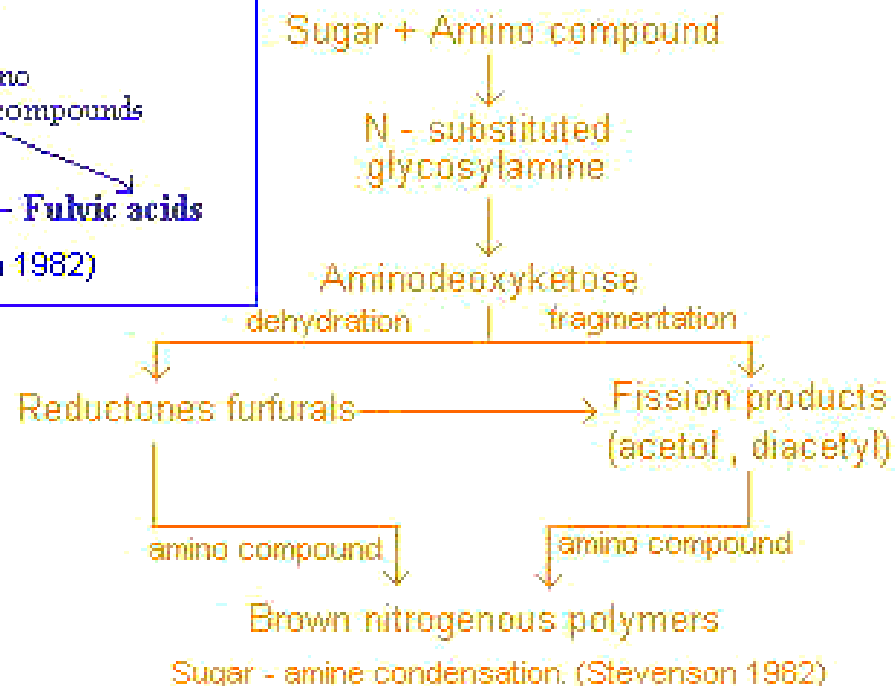 Sugar + Amino compound
no
compounds
N - substituted
glycosylamine
– Fulvic acids
1982)
Aminodeoxyketose
dehydration
fragmentation
Reductones furfurals
Fission products
(acetol , diacetyl)
amino compound
amino compound
Brown nitrogenous polymers
Sugar - amine condensation. (Stevenson 1982)